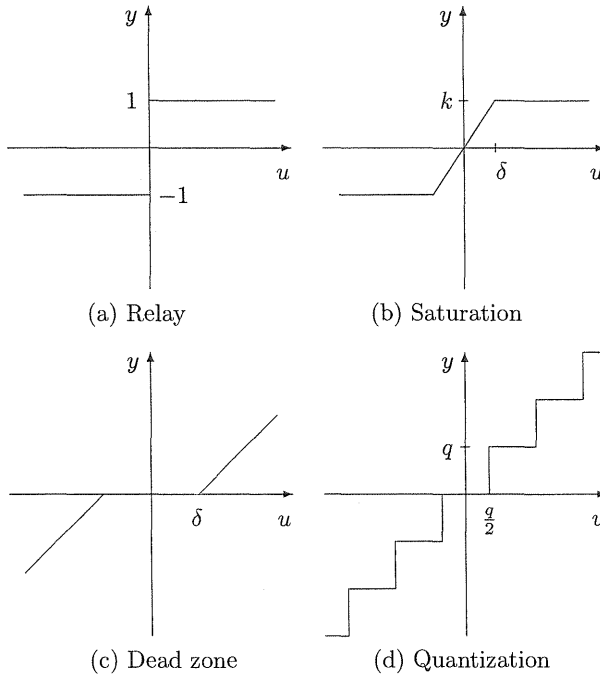 y
1
u
−1
(a) Relay
y
k
δ
u
(b) Saturation
y
δ
u
(c) Dead zone
y
q
q/2
u
(d) Quantization